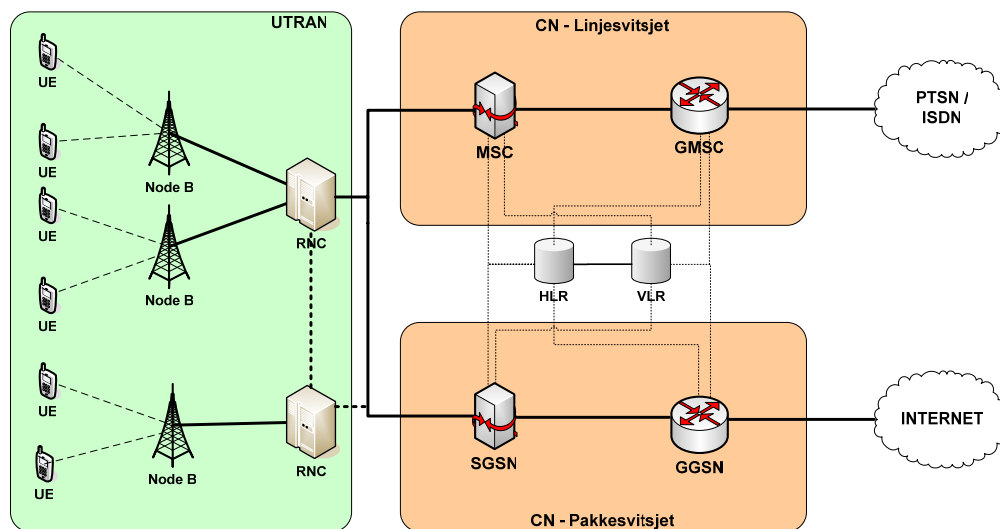 UTRAN
CN - Linjesvitsjet
UE
UE
UE
UE
Node B
Node B
RNC
MSC
GMSC
PTSN /
ISDN
HLR
VLR
UE
UE
Node B
RNC
SGSN
GGSN
INTERNET
CN - Pakkesvitsjet